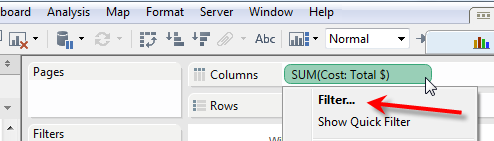 board Analysis Map Format Server Window Help
Abc Normal
Pages Columns SUM(Cost: Total $)
Filter...
Rows
Show Quick Filter
Filters